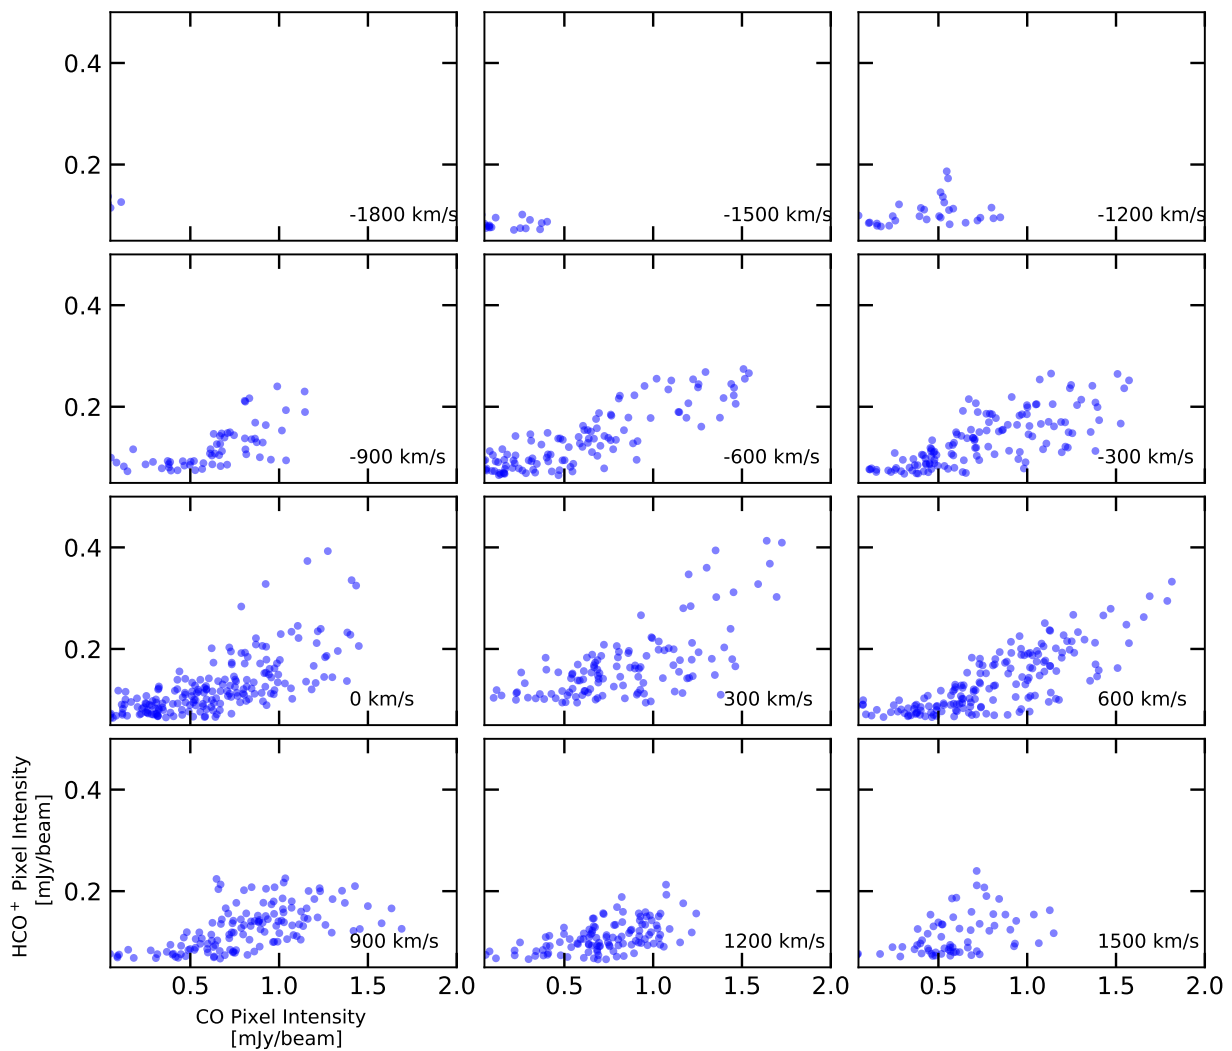 0.4
0.2
-1800 km/s
-1500 km/s
-1200 km/s
0.4
0.2
-900 km/s
-600 km/s
-300 km/s
0.4
0.2
0 km/s
300 km/s
600 km/s
HCO⁺ Pixel Intensity
[mJy/beam]
0.4
0.2
900 km/s
1200 km/s
1500 km/s
0.5 1.0 1.5 2.0 0.5 1.0 1.5 2.0 0.5 1.0 1.5 2.0
CO Pixel Intensity
[mJy/beam]